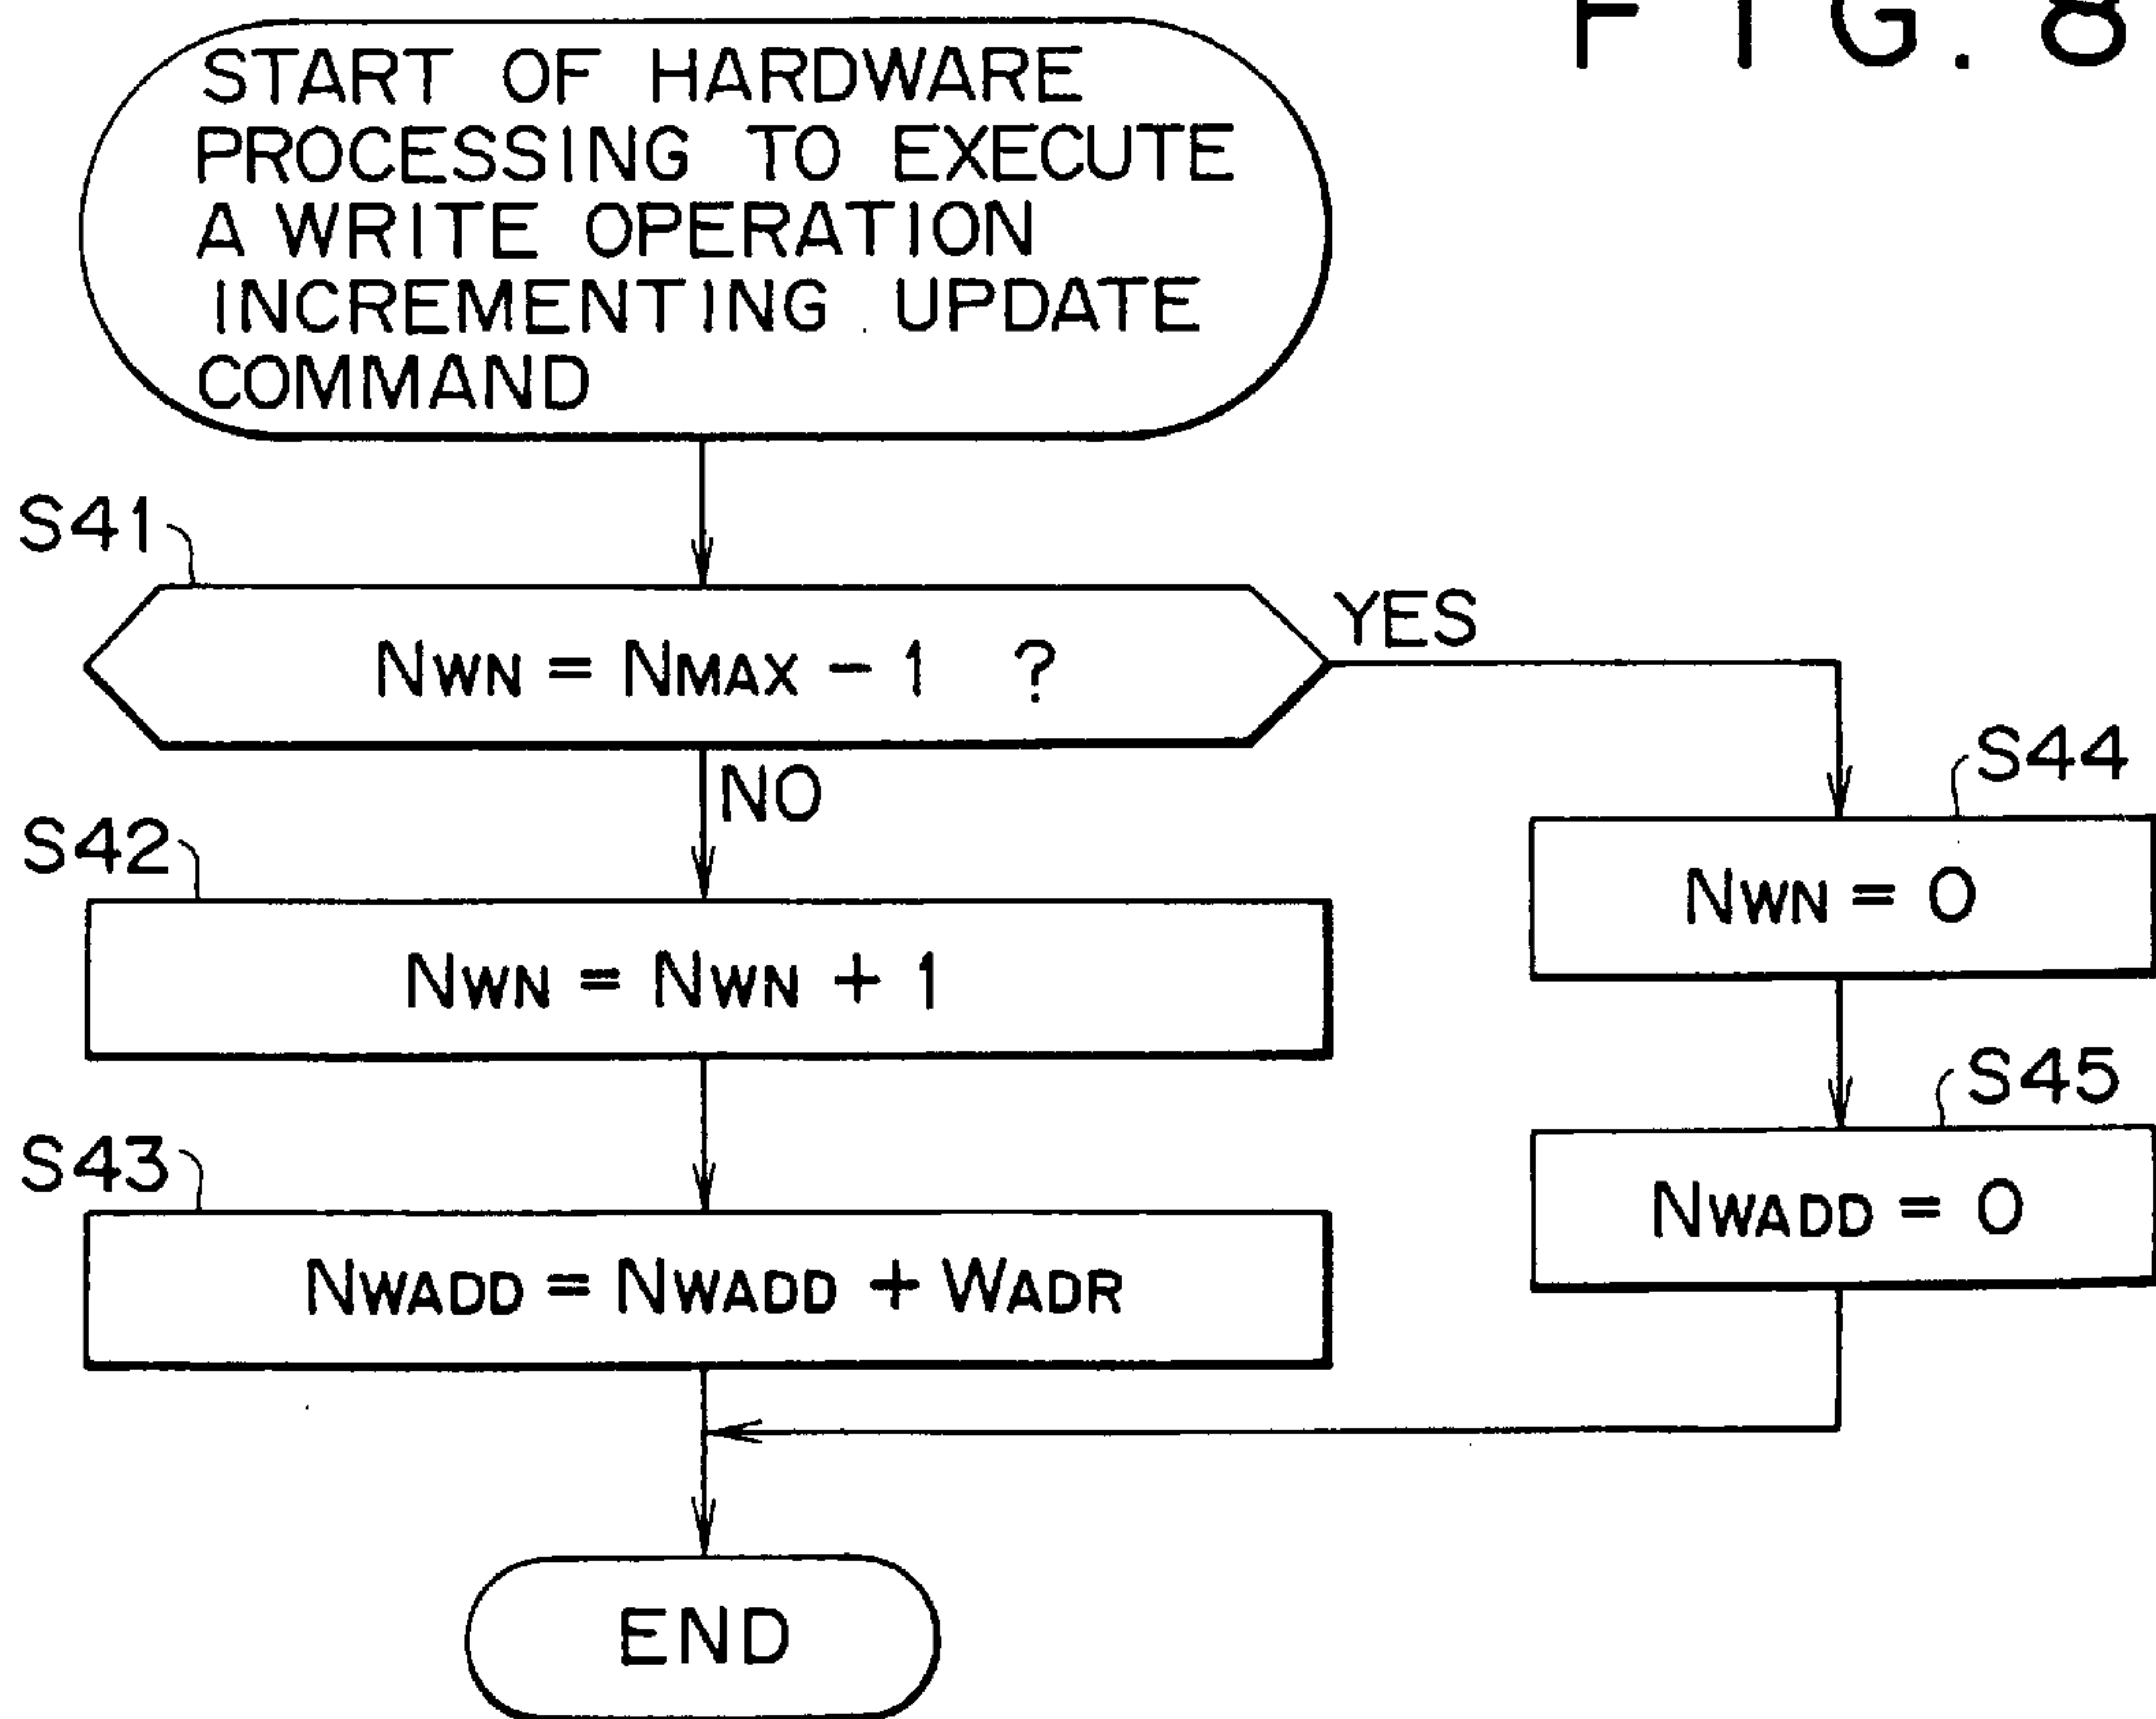 FIG. 8
START OF HARDWARE
PROCESSING TO EXECUTE
A WRITE OPERATION
INCREMENTING UPDATE
COMMAND
S41
NWN = NMAX - 1 ?
YES
NO
S42
NWN = NWN + 1
S43
NWADD = NWADD + WADR
S44
NWN = 0
S45
NWADD = 0
END